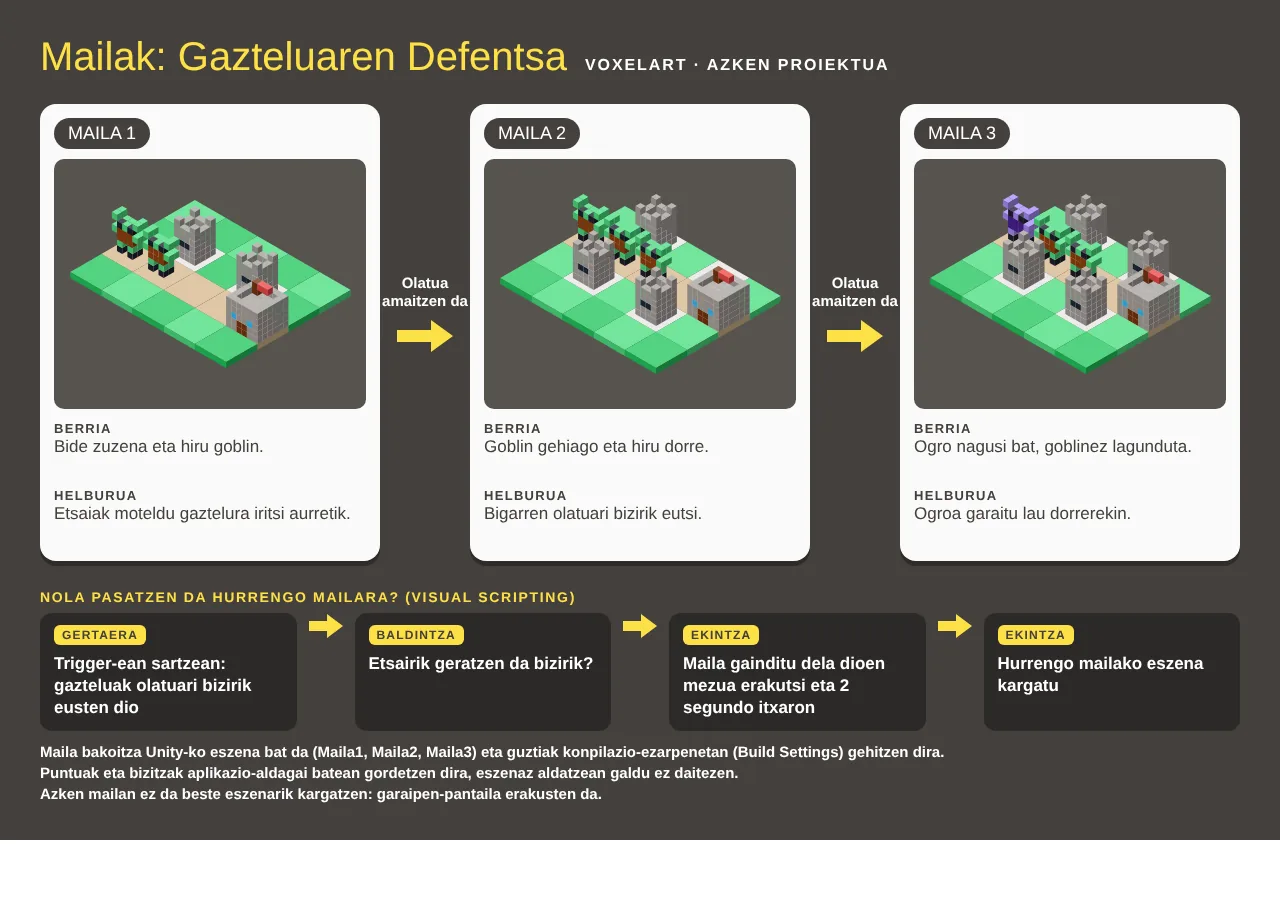 Mailak: Gazteluaren Defentsa VOXELART · AZKEN PROIEKTUA
MAILA 1
BERRIA
Bide zuzena eta hiru goblin.
HELBURUA
Etsaiak moteldu gaztelura iritsi aurretik.
Olatua
amaitzen da
MAILA 2
BERRIA
Goblin gehiago eta hiru dorre.
HELBURUA
Bigarren olatuari bizirik eutsi.
Olatua
amaitzen da
MAILA 3
BERRIA
Ogro nagusi bat, goblinez lagunduta.
HELBURUA
Ogroa garaitu lau dorrerekin.
NOLA PASATZEN DA HURRENGO MAILARA? (VISUAL SCRIPTING)
GERTAERA
Trigger-ean sartzean:
gazteluak olatuari bizirik
eusten dio
BALDINTZA
Etsairik geratzen da bizirik?
EKINTZA
Maila gainditu dela dioen
mezua erakutsi eta 2
segundo itxaron
EKINTZA
Hurrengo mailako eszena
kargatu
Maila bakoitza Unity-ko eszena bat da (Maila1, Maila2, Maila3) eta guztiak konpilazio-ezarpenetan (Build Settings) gehitzen dira.
Puntuak eta bizitzak aplikazio-aldagai batean gordetzen dira, eszenaz aldatzean galdu ez daitezen.
Azken mailan ez da beste eszenarik kargatzen: garaipen-pantaila erakusten da.